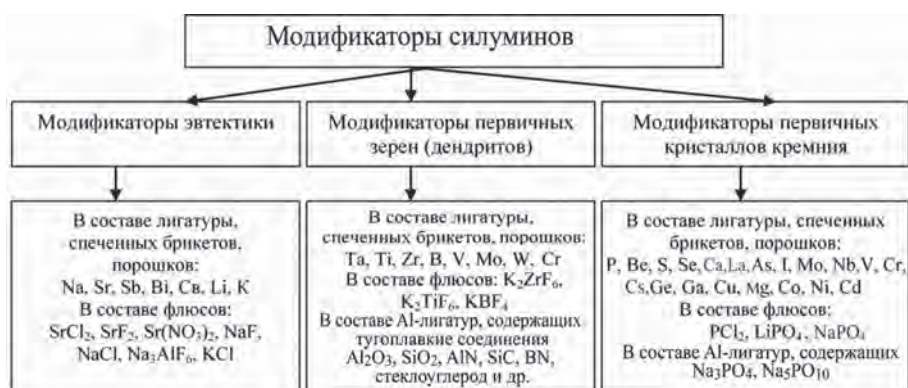 Модификаторы силуминов
Модификаторы эвтектики
Модификаторы первичных
зерен (дендритов)
Модификаторы первичных
кристаллов кремния
В составе лигатуры,
спеченных брикетов,
порошков:
Na, Sr, Sb, Bi, Св, Li, К
В составе флюсов:
SrCl₂, SrF₂, Sr(NO₃)₂, NaF,
NaCl, Na₃AlF₆, KCl
В составе лигатуры,
спеченных брикетов, порошков:
Ta, Ti, Zr, B, V, Mo, W, Cr
В составе флюсов: K₂ZrF₆,
K₂TiF₆, KBF₄
В составе Al-лигатур, содержащих
тугоплавкие соединения
Al₂O₃, SiO₂, AlN, SiC, BN,
стеклоуглерод и др.
В составе лигатуры, спеченных
брикетов, порошков:
P, Be, S, Se,Ca,La,As, I, Mo, Nb,V, Cr,
Cs,Ge, Ga, Cu, Mg, Co, Ni, Cd
В составе флюсов:
PCl₂, LiPO₄, NaPO₄
В составе Al-лигатур, содержащих
Na₃PO₄, Na₅PO₁₀